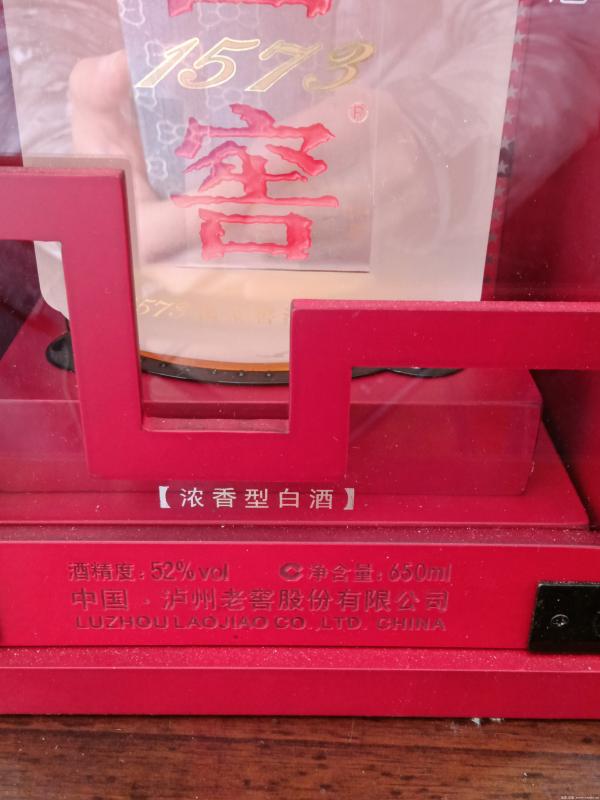 1573
窖
®
【浓香型白酒】
酒精度:52%vol 净含量:650ml
中国·泸州老窖股份有限公司
LUZHOU LAOJIAO CO.,LTD. CHINA